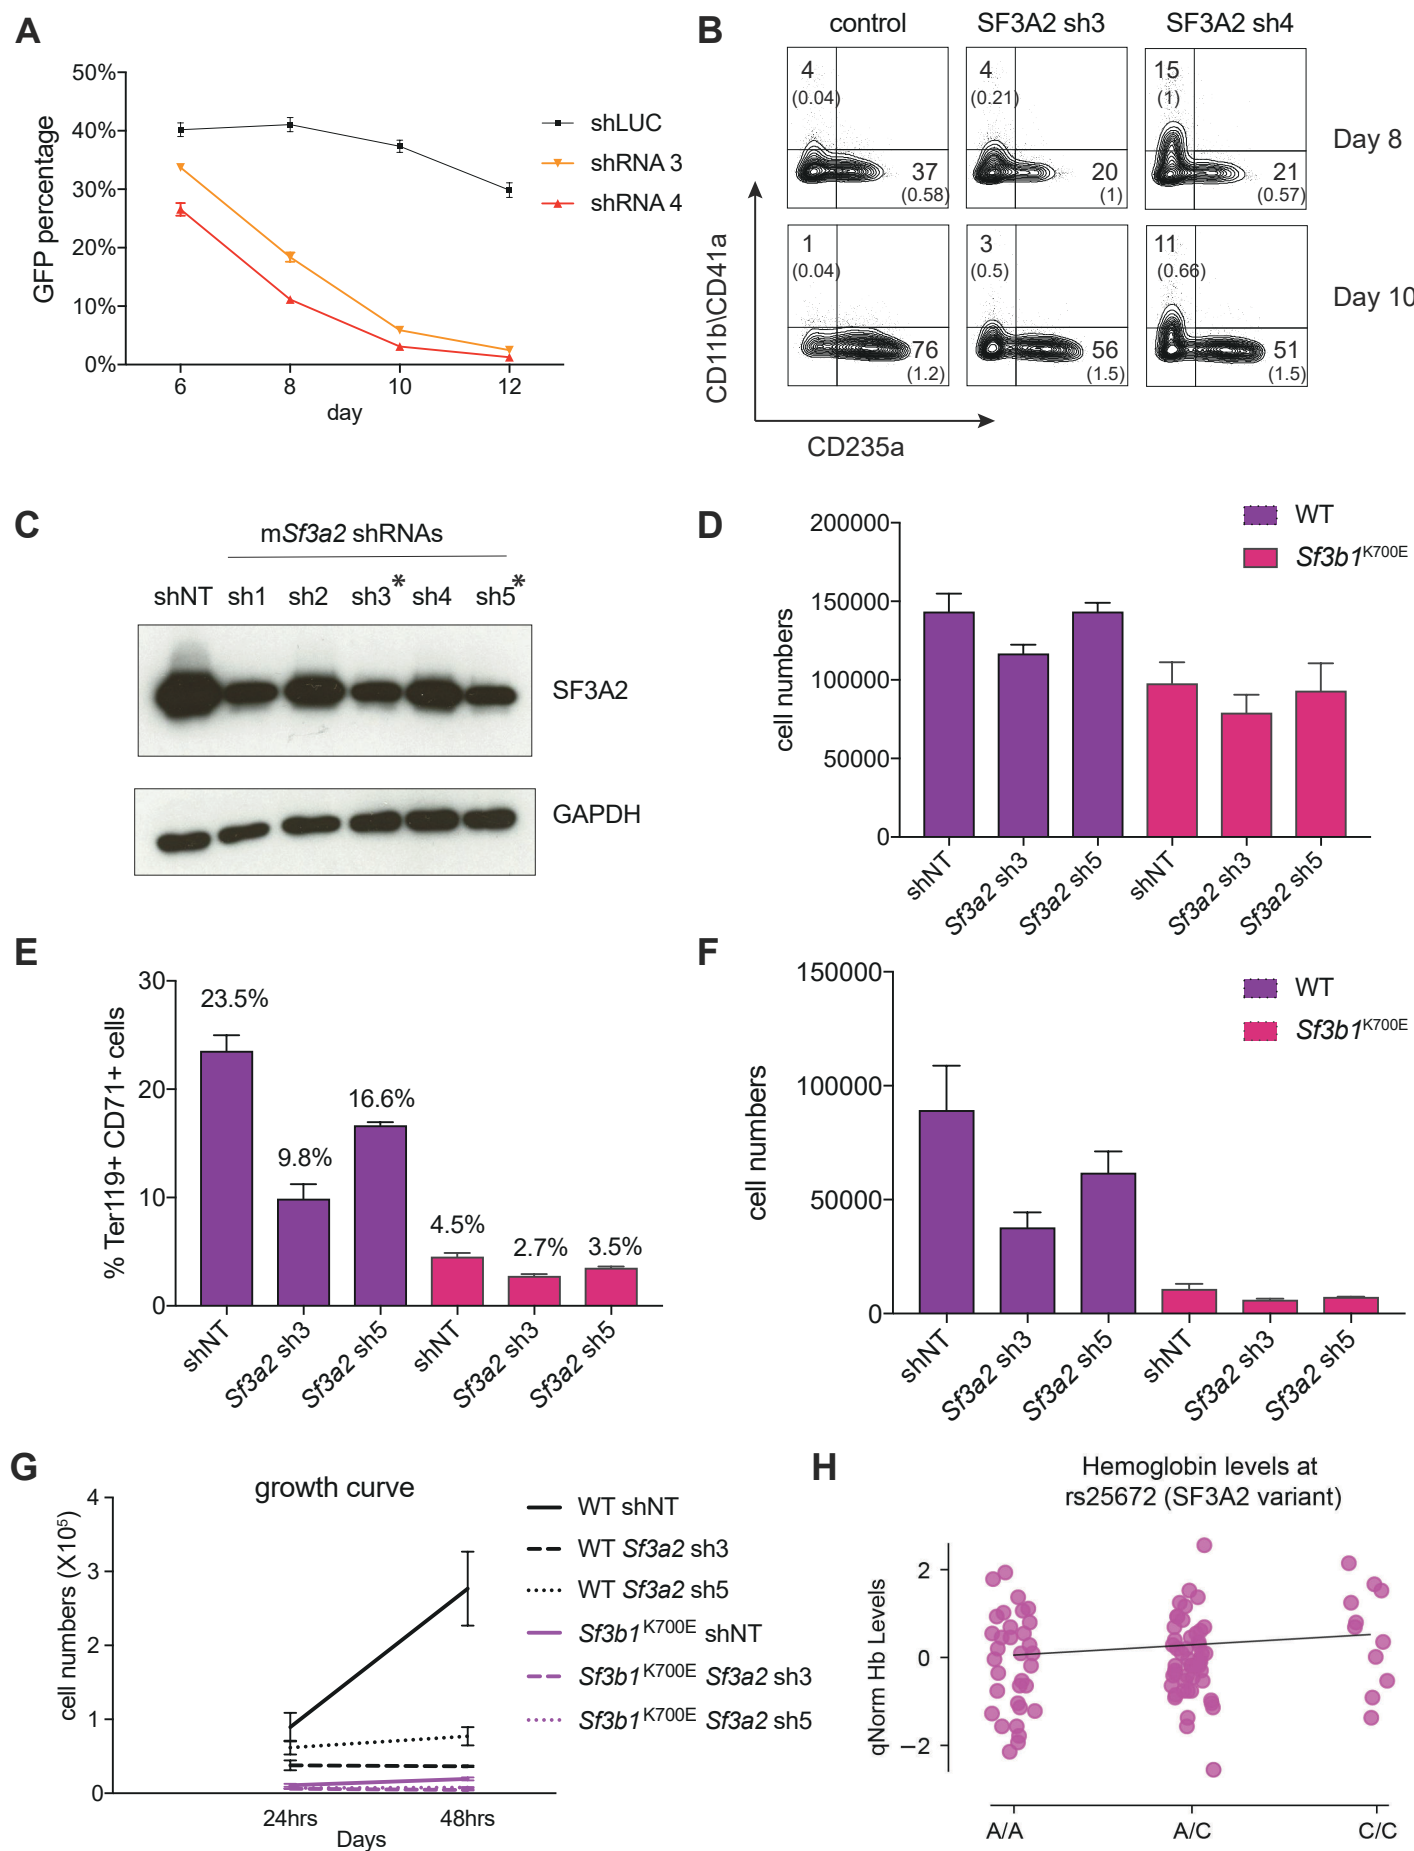 A
50%
40%
30%
20%
10%
0%
GFP percentage
6
8
10
12
day
shLUC
shRNA 3
shRNA 4
B
control
SF3A2 sh3
SF3A2 sh4
4
(0.04)
37
(0.58)
4
(0.21)
20
(1)
15
(1)
21
(0.57)
Day 8
1
(0.04)
76
(1.2)
3
(0.5)
56
(1.5)
11
(0.66)
51
(1.5)
Day 10
CD11b\CD41a
CD235a
C
mSf3a2 shRNAs
shNT sh1 sh2 sh3* sh4 sh5*
SF3A2
GAPDH
D
200000
150000
100000
50000
0
cell numbers
WT
Sf3b1K700E
shNT
Sf3a2 sh3
Sf3a2 sh5
shNT
Sf3a2 sh3
Sf3a2 sh5
E
30
20
10
0
% Ter119+ CD71+ cells
23.5%
9.8%
16.6%
4.5%
2.7%
3.5%
shNT
Sf3a2 sh3
Sf3a2 sh5
shNT
Sf3a2 sh3
Sf3a2 sh5
F
150000
100000
50000
0
cell numbers
WT
Sf3b1K700E
shNT
Sf3a2 sh3
Sf3a2 sh5
shNT
Sf3a2 sh3
Sf3a2 sh5
G
growth curve
4
3
2
1
0
cell numbers (X10⁵)
24hrs
48hrs
Days
WT shNT
WT Sf3a2 sh3
WT Sf3a2 sh5
Sf3b1K700E shNT
Sf3b1K700E Sf3a2 sh3
Sf3b1K700E Sf3a2 sh5
H
Hemoglobin levels at
rs25672 (SF3A2 variant)
2
0
−2
qNorm Hb Levels
A/A
A/C
C/C